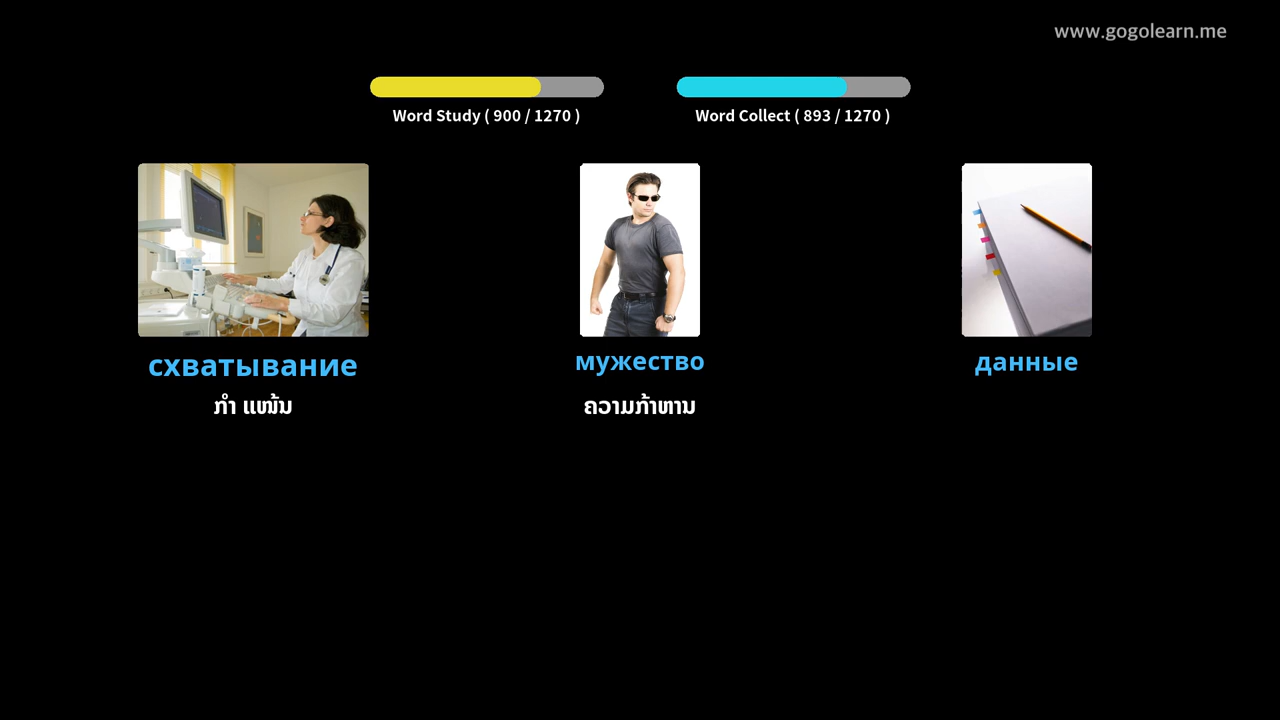 www.gogolearn.me
Word Study ( 900 / 1270 )
Word Collect ( 893 / 1270 )
схватывание
мужество
данные
ກຳ ແໜ້ນ
ຄວາມກ້າຫານ